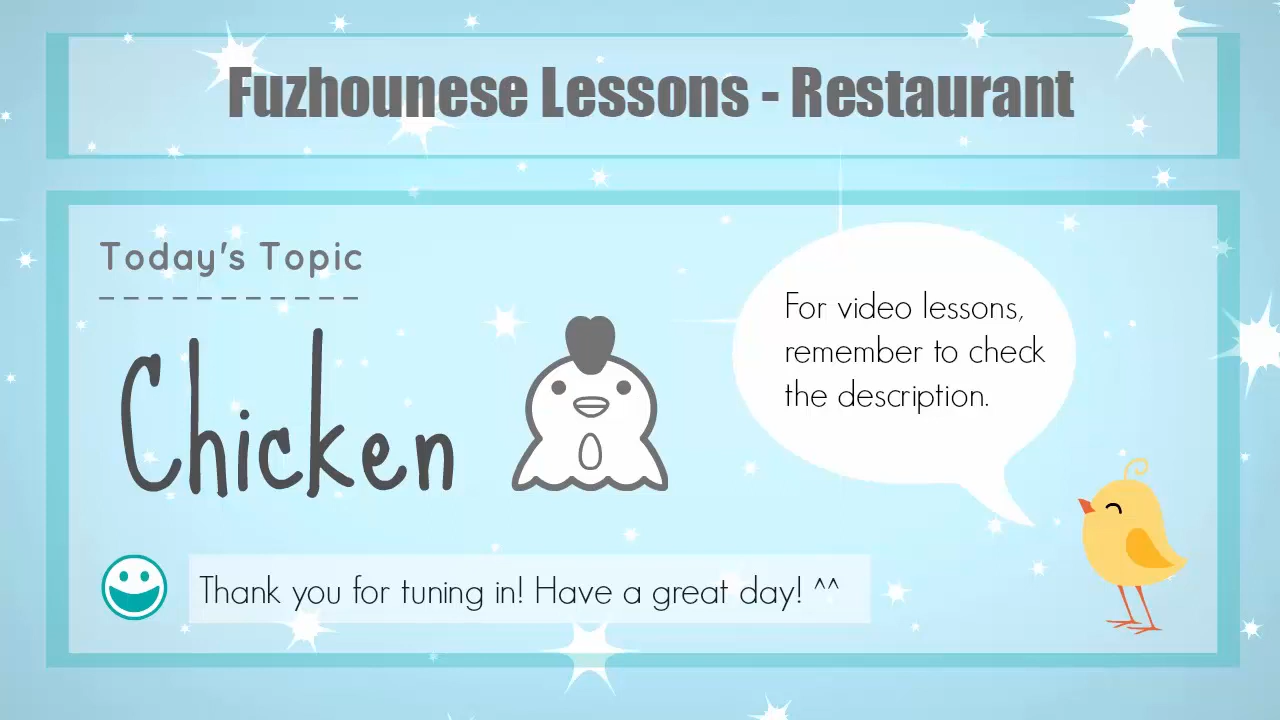 Fuzhounese Lessons - Restaurant
Today's Topic
Chicken
For video lessons,
remember to check
the description.
Thank you for tuning in! Have a great day! ^^